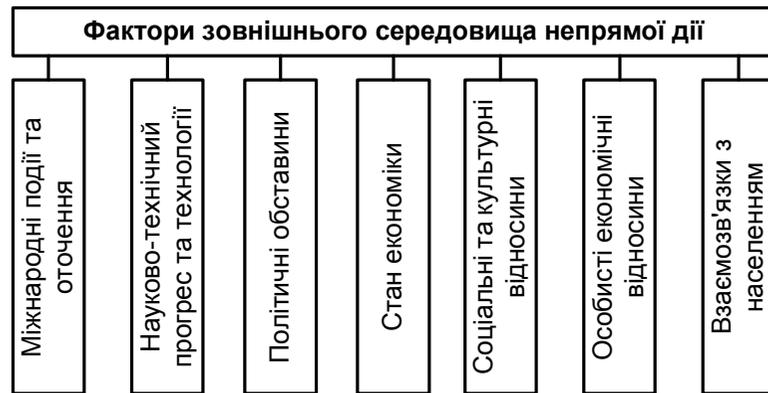 Фактори зовнішнього середовища непрямої дії
Міжнародні події та
оточення
Науково-технічний
прогрес та технології
Політичні обставини
Стан економіки
Соціальні та культурні
відносини
Особисті економічні
відносини
Взаємозв'язки з
населенням